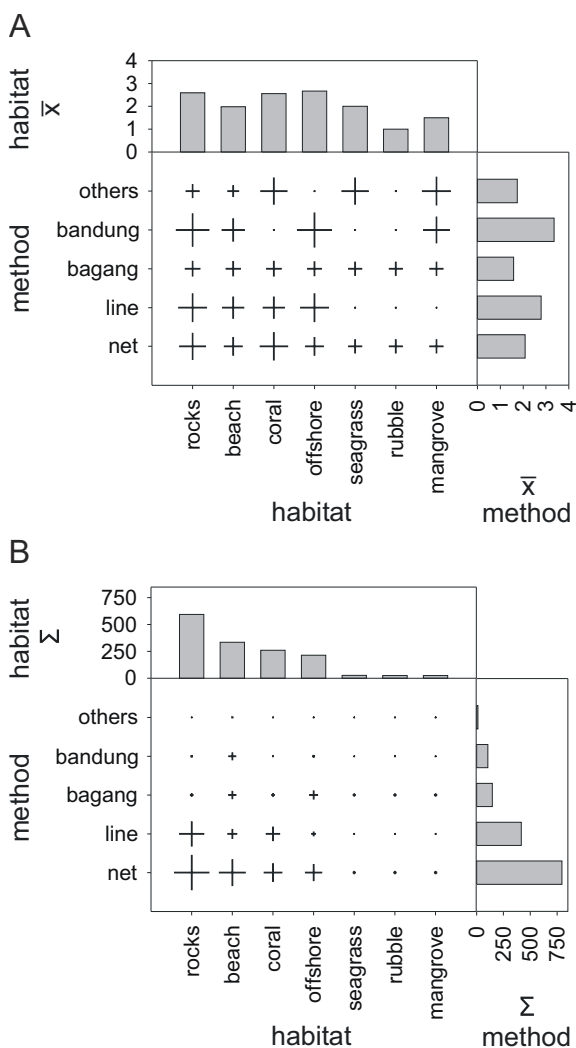 A
habitat
x̄
4
3
2
1
0
others
bandung
bagang
line
net
method
rocks
beach
coral
offshore
seagrass
rubble
mangrove
habitat
0
1
2
3
4
x̄
method
B
habitat
Σ
750
500
250
0
others
bandung
bagang
line
net
method
rocks
beach
coral
offshore
seagrass
rubble
mangrove
habitat
0
250
500
750
Σ
method